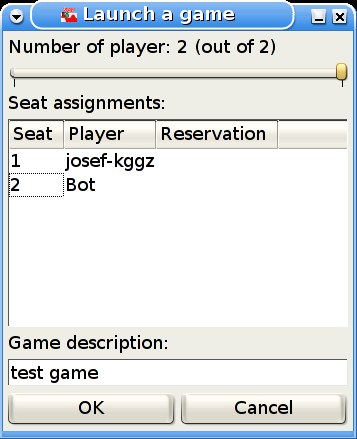 Launch a game
Number of player: 2 (out of 2)
Seat assignments:
Seat Player Reservation
1 josef-kggz
2 Bot
Game description:
test game
OK Cancel